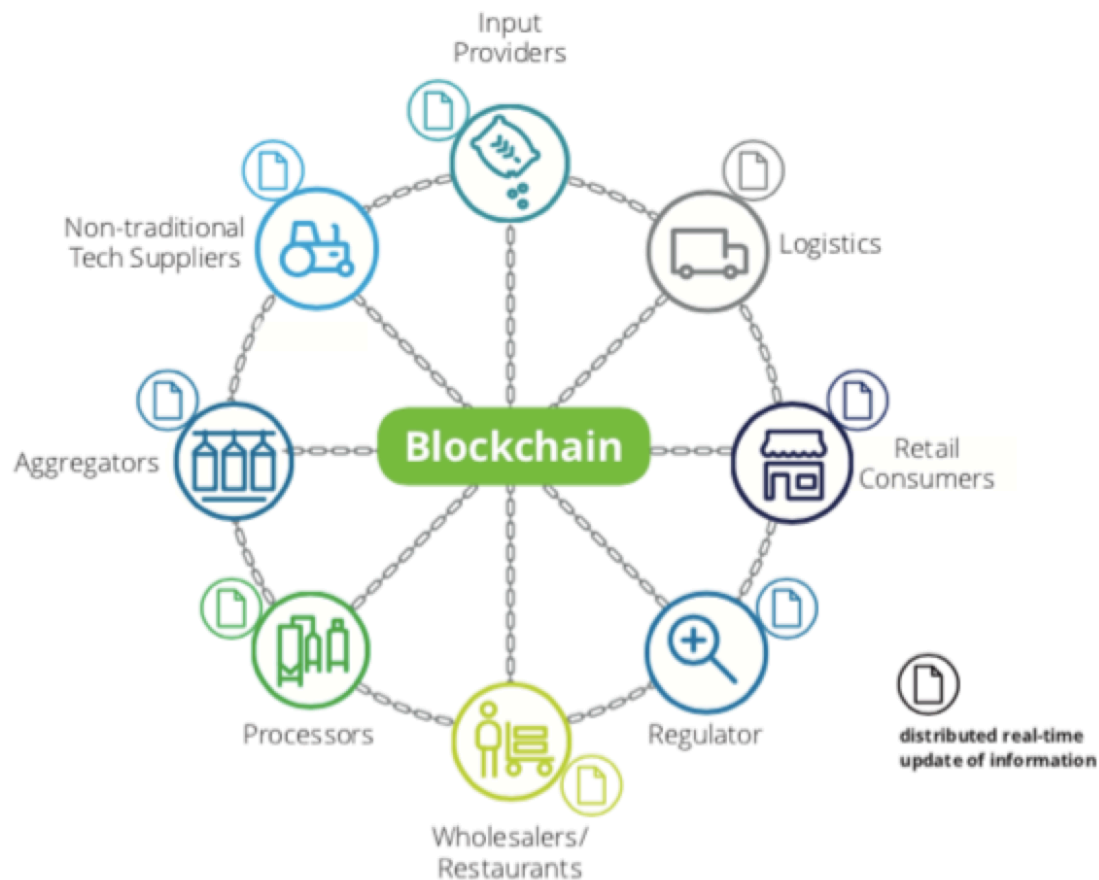 Input
Providers
Non-traditional
Tech Suppliers
Logistics
Blockchain
Aggregators
Retail
Consumers
Processors
Regulator
distributed real-time
update of information
Wholesalers/
Restaurants